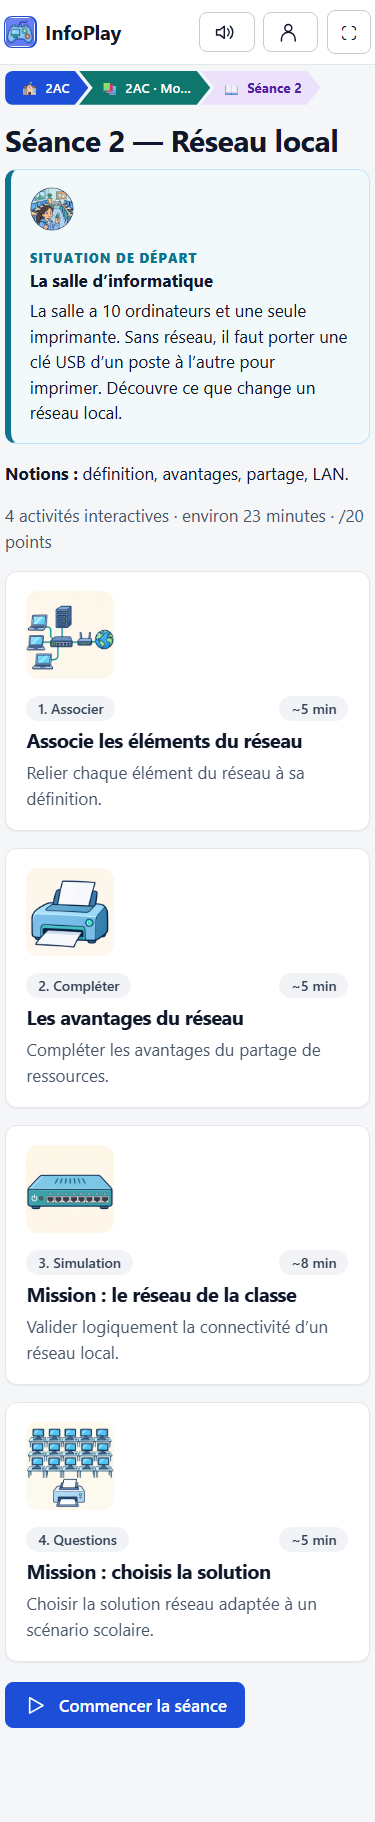 InfoPlay
2AC
2AC · Mo...
Séance 2
Séance 2 — Réseau local
SITUATION DE DÉPART
La salle d’informatique
La salle a 10 ordinateurs et une seule
imprimante. Sans réseau, il faut porter une
clé USB d’un poste à l’autre pour
imprimer. Découvre ce que change un
réseau local.
Notions : définition, avantages, partage, LAN.
4 activités interactives · environ 23 minutes · /20
points
1. Associer
~5 min
Associe les éléments du réseau
Relier chaque élément du réseau à sa
définition.
2. Compléter
~5 min
Les avantages du réseau
Compléter les avantages du partage de
ressources.
3. Simulation
~8 min
Mission : le réseau de la classe
Valider logiquement la connectivité d’un
réseau local.
4. Questions
~5 min
Mission : choisis la solution
Choisir la solution réseau adaptée à un
scénario scolaire.
Commencer la séance